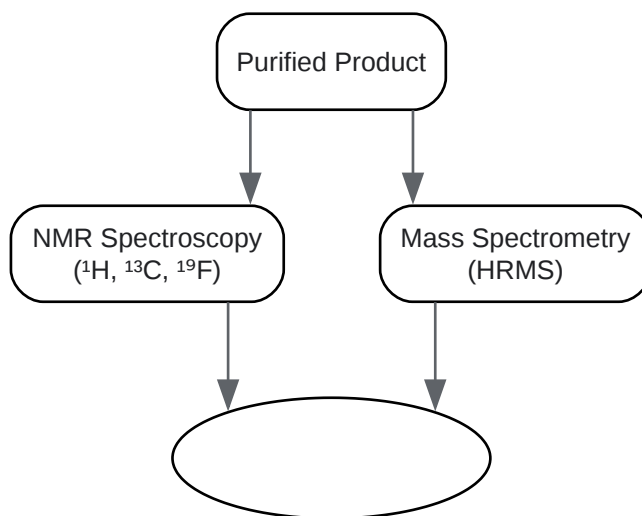 Purified Product
NMR Spectroscopy
(¹H, ¹³C, ¹⁹F)
Mass Spectrometry
(HRMS)